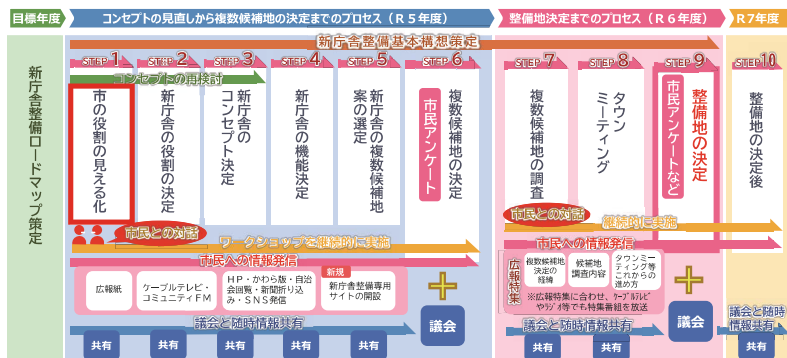 目標年度
コンセプトの見直しから複数候補地の決定までのプロセス（R５年度）
整備地決定までのプロセス（R６年度）
R７年度
新庁舎整備ロードマップ策定
新庁舎整備基本構想策定
STEP 1
STEP 2
STEP 3
STEP 4
STEP 5
STEP 6
STEP 7
STEP 8
STEP 9
STEP 10
コンセプトの再検討
市の役割の見える化
新庁舎の役割の決定
新庁舎の
コンセプト決定
新庁舎の機能決定
新庁舎の複数候補地
案の選定
複数候補地の決定
市民アンケート
複数候補地の調査
タウン
ミーティング
整備地の決定
市民アンケートなど
整備地の決定後
市民との対話
ワークショップを継続的に実施
市民との対話
継続的に実施
市民への情報発信
広報紙
ケーブルテレビ・
コミュニティFM
HP・かわら版・自治
会回覧・新聞折り込
み・SNS発信
新規
新庁舎整備専用
サイトの開設
市民への情報発信
広報特集
複数候補地
決定の
経緯
候補地
調査内容
タウンミー
ティング等
これからの
進め方
※広報特集に合わせ、ケーブルテレビ
やラジオ等でも特集番組を放送
＋
議会
＋
議会
議会と随時情報共有
共有
共有
共有
共有
共有
議会と随時情報共有
共有
共有
議会と随時
情報共有
共有